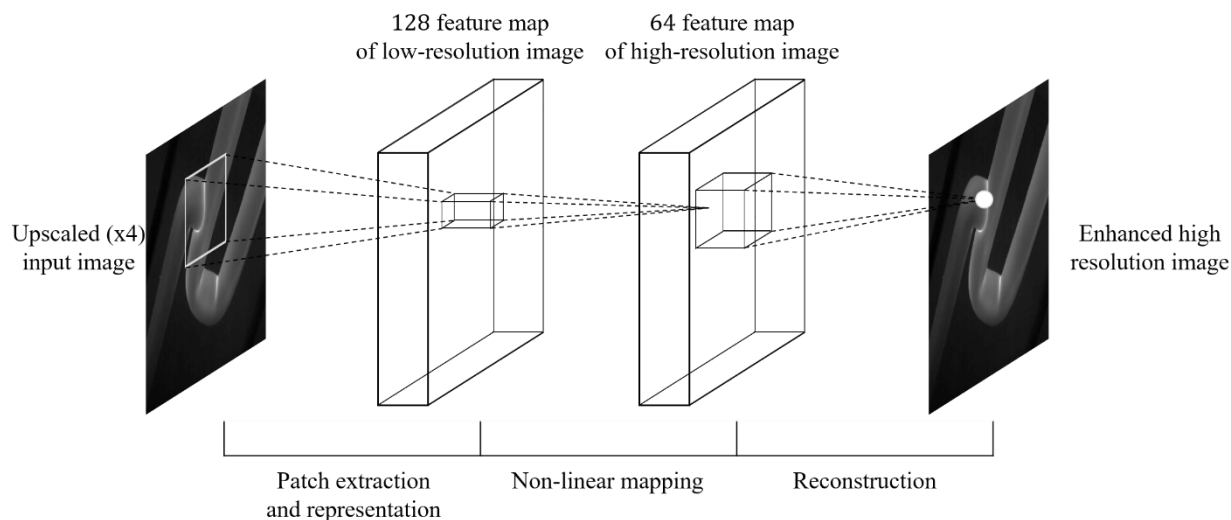 128 feature map
of low-resolution image
64 feature map
of high-resolution image
Upscaled (x4)
input image
Enhanced high
resolution image
Patch extraction
and representation
Non-linear mapping
Reconstruction